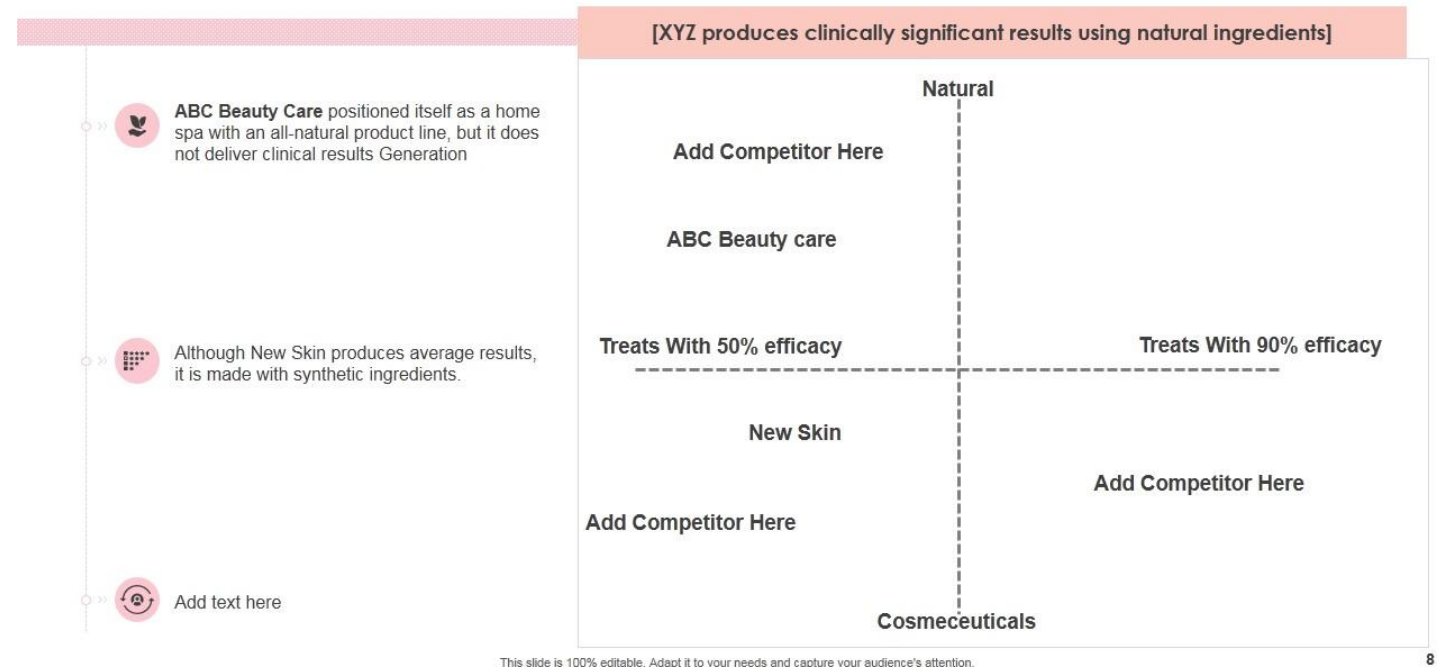 [XYZ produces clinically significant results using natural ingredients]
ABC Beauty Care positioned itself as a home
spa with an all-natural product line, but it does
not deliver clinical results Generation
Although New Skin produces average results,
it is made with synthetic ingredients.
Add text here
Natural
Add Competitor Here
ABC Beauty care
Treats With 50% efficacy
Treats With 90% efficacy
New Skin
Add Competitor Here
Add Competitor Here
Cosmeceuticals
This slide is 100% editable. Adapt it to your needs and capture your audience's attention.
8